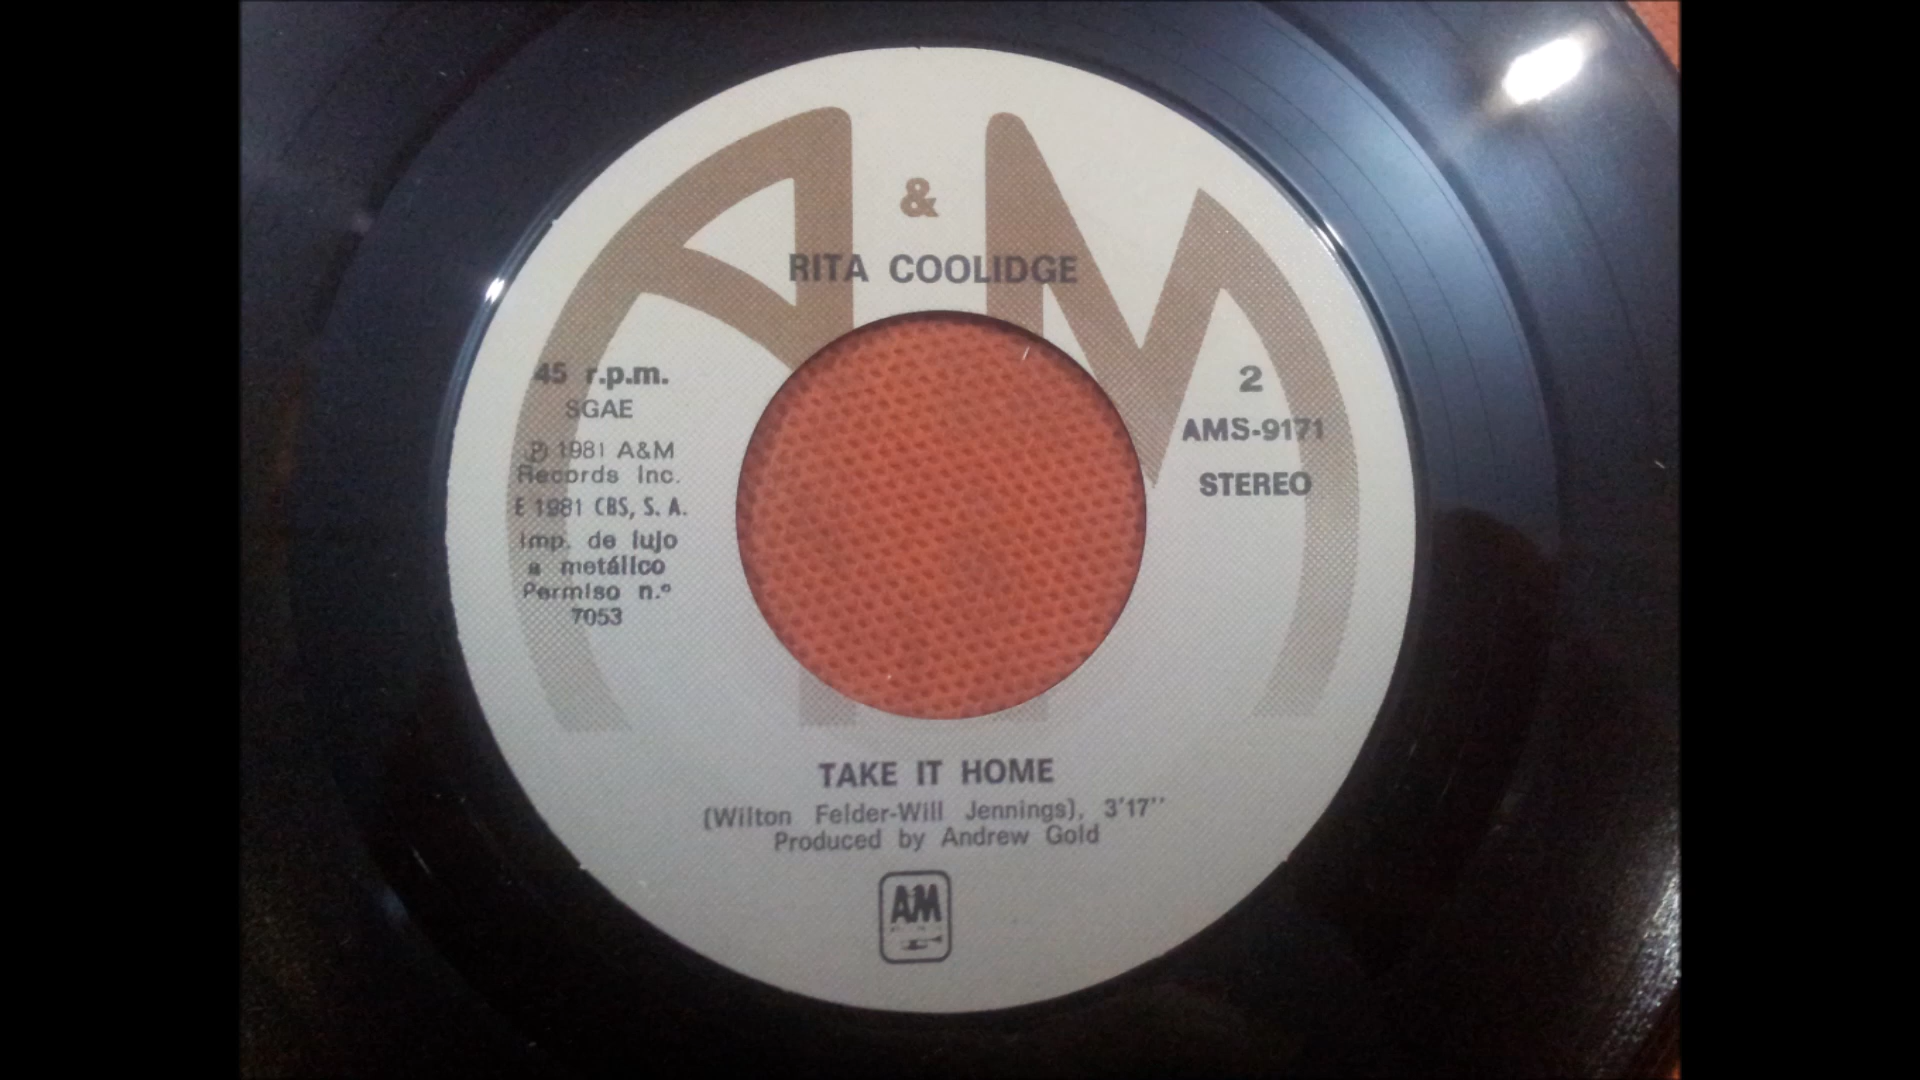 A & M
RITA COOLIDGE
45 r.p.m.
SGAE
℗ 1981 A&M
Records Inc.
E 1981 CBS, S. A.
Imp. de lujo
a metálico
Permiso n.º
7053
2
AMS-9171
STEREO
TAKE IT HOME
(Wilton Felder-Will Jennings), 3'17''
Produced by Andrew Gold
A&M